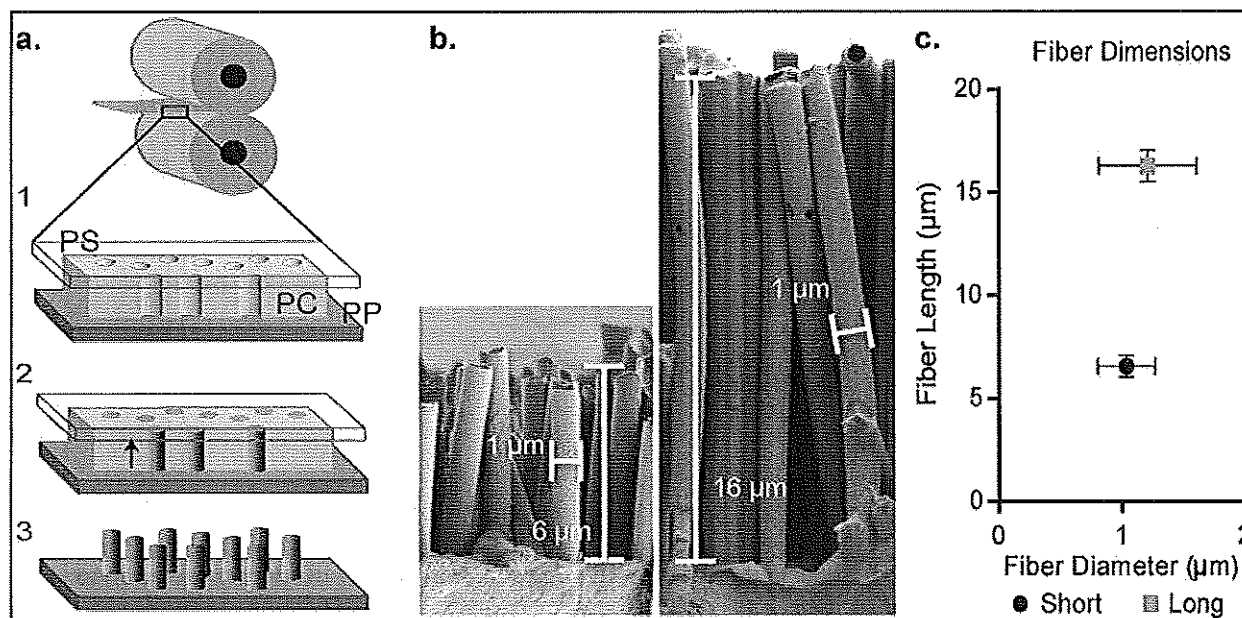 a.
1
PS
PC
PP
2
3
b.
1 µm
6 µm
1 µm
16 µm
c.
Fiber Dimensions
Fiber Length (µm)
20
15
10
5
0
0 1 2
Fiber Diameter (µm)
Short Long